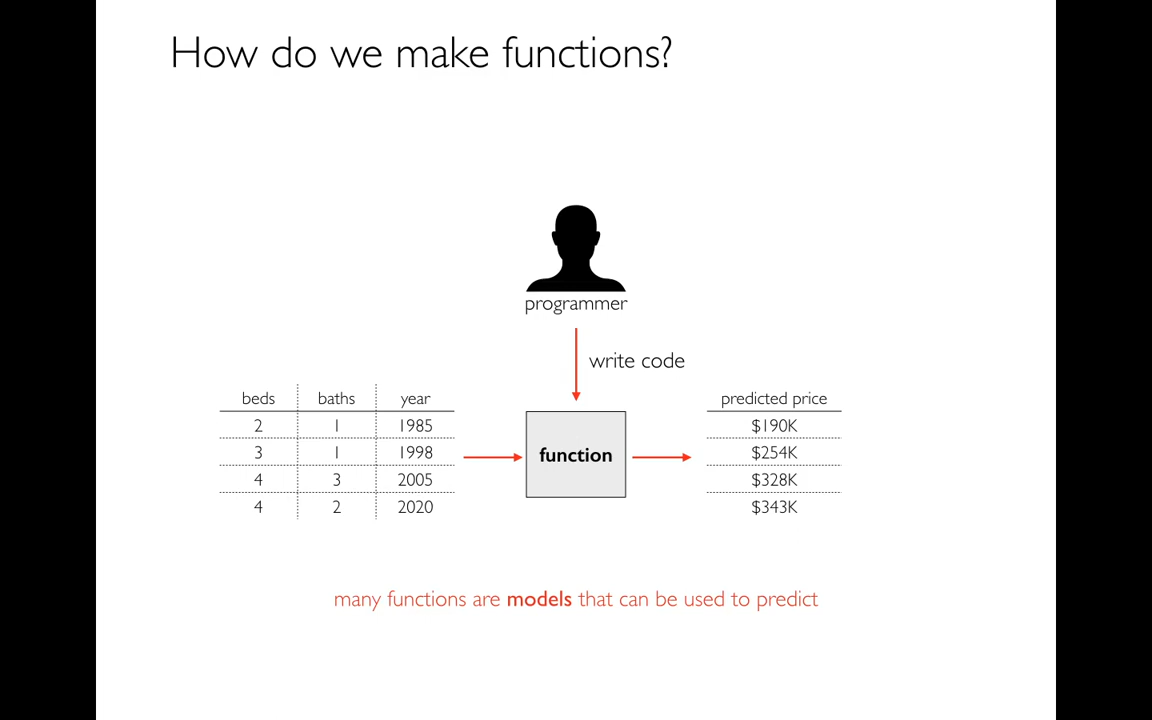 How do we make functions?
programmer
write code
beds baths year
2 1 1985
3 1 1998
4 3 2005
4 2 2020
function
predicted price
$190K
$254K
$328K
$343K
many functions are models that can be used to predict